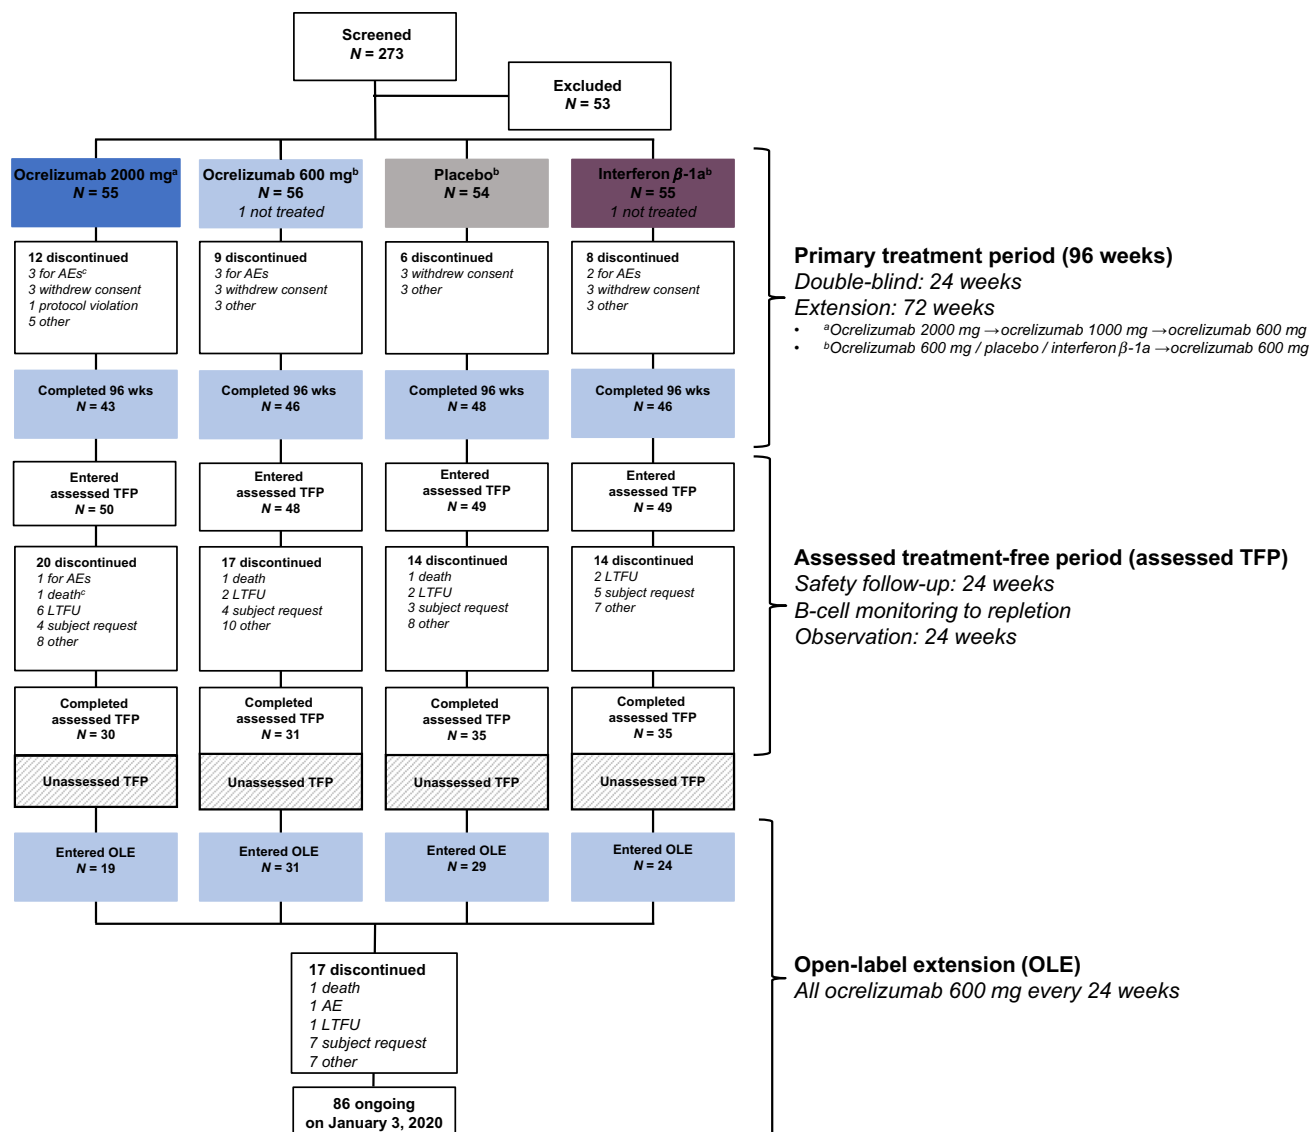 Screened
N = 273
Excluded
N = 53
Ocrelizumab 2000 mgᵃ
N = 55
Ocrelizumab 600 mgᵇ
N = 56
1 not treated
Placeboᵇ
N = 54
Interferon β-1aᵇ
N = 55
1 not treated
12 discontinued
3 for AEsᶜ
3 withdrew consent
1 protocol violation
5 other
9 discontinued
3 for AEs
3 withdrew consent
3 other
6 discontinued
3 withdrew consent
3 other
8 discontinued
2 for AEs
3 withdrew consent
3 other
Primary treatment period (96 weeks)
Double-blind: 24 weeks
Extension: 72 weeks
• ᵃOcrelizumab 2000 mg →ocrelizumab 1000 mg →ocrelizumab 600 mg
• ᵇOcrelizumab 600 mg / placebo / interferon β-1a →ocrelizumab 600 mg
Completed 96 wks
N = 43
Completed 96 wks
N = 46
Completed 96 wks
N = 48
Completed 96 wks
N = 46
Entered
assessed TFP
N = 50
Entered
assessed TFP
N = 48
Entered
assessed TFP
N = 49
Entered
assessed TFP
N = 49
20 discontinued
1 for AEs
1 deathᶜ
6 LTFU
4 subject request
8 other
17 discontinued
1 death
2 LTFU
4 subject request
10 other
14 discontinued
1 death
2 LTFU
3 subject request
8 other
14 discontinued
2 LTFU
5 subject request
7 other
Assessed treatment-free period (assessed TFP)
Safety follow-up: 24 weeks
B-cell monitoring to repletion
Observation: 24 weeks
Completed
assessed TFP
N = 30
Completed
assessed TFP
N = 31
Completed
assessed TFP
N = 35
Completed
assessed TFP
N = 35
Unassessed TFP
Unassessed TFP
Unassessed TFP
Unassessed TFP
Entered OLE
N = 19
Entered OLE
N = 31
Entered OLE
N = 29
Entered OLE
N = 24
17 discontinued
1 death
1 AE
1 LTFU
7 subject request
7 other
Open-label extension (OLE)
All ocrelizumab 600 mg every 24 weeks
86 ongoing
on January 3, 2020